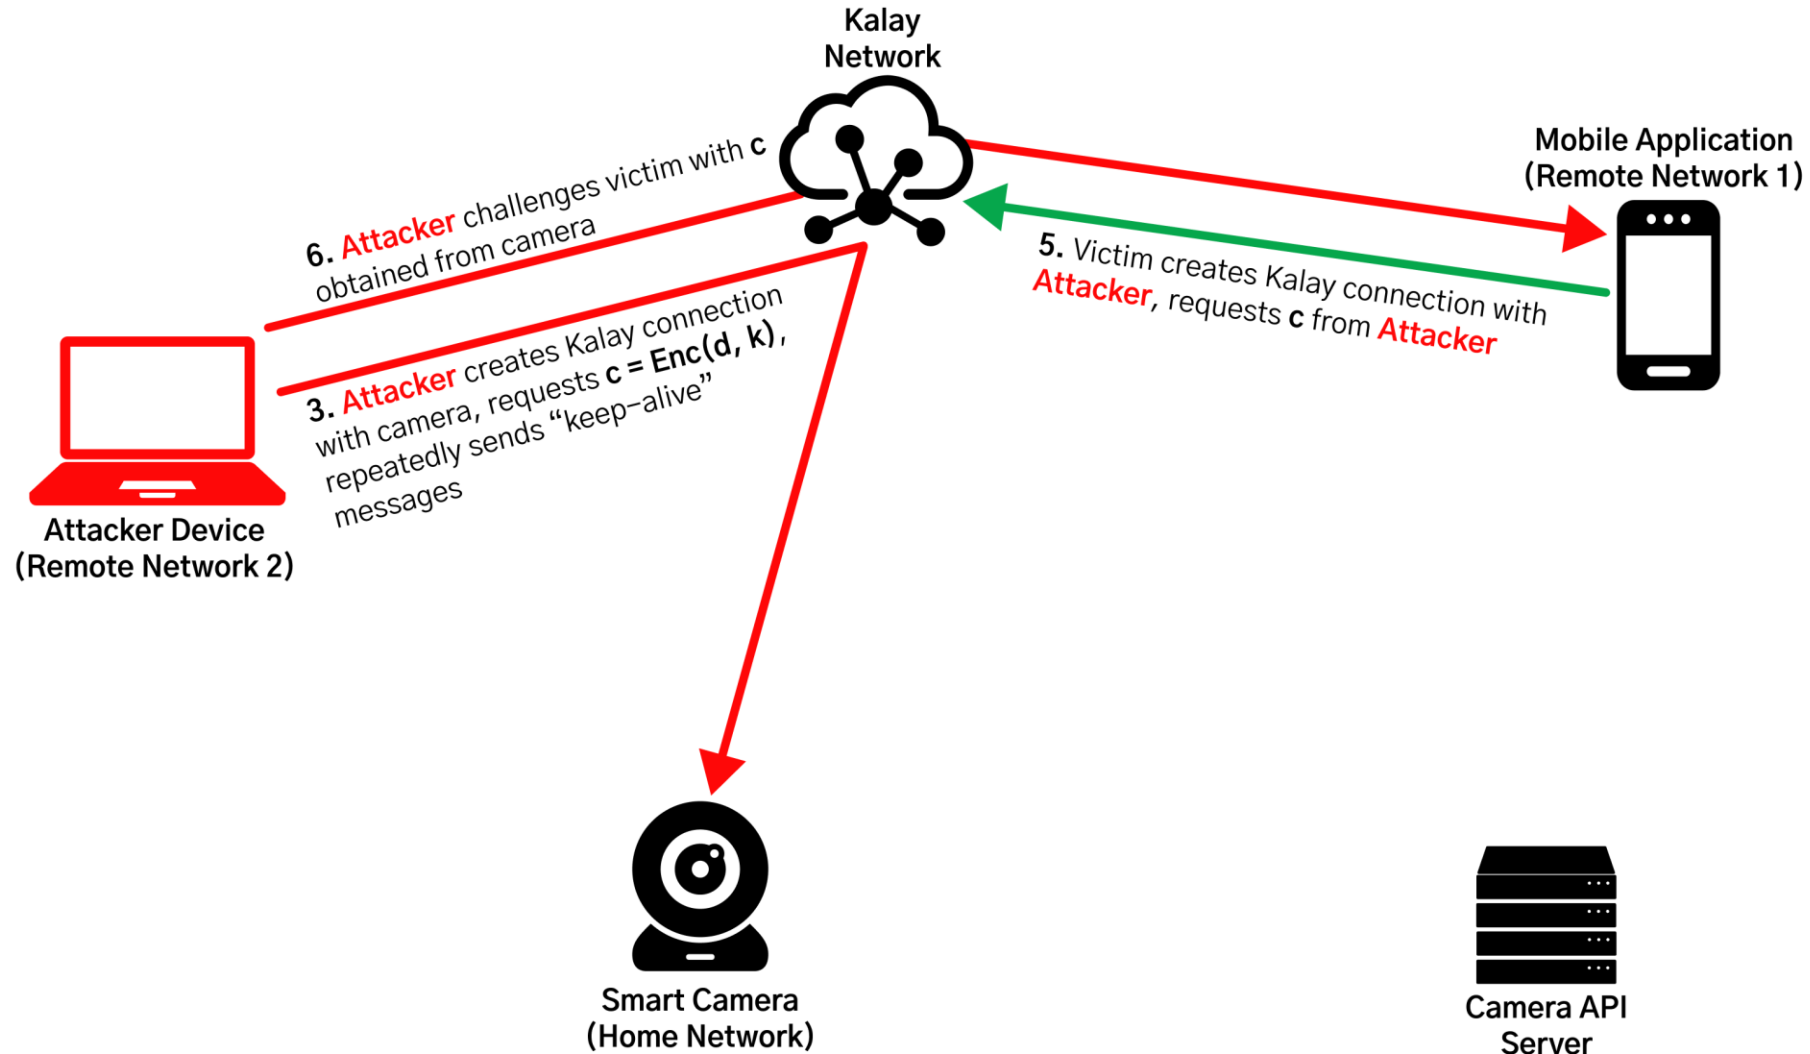 Kalay
Network
Mobile Application
(Remote Network 1)
6. Attacker challenges victim with c
obtained from camera
5. Victim creates Kalay connection with
Attacker, requests c from Attacker
3. Attacker creates Kalay connection
with camera, requests c = Enc(d, k),
repeatedly sends “keep-alive”
messages
Attacker Device
(Remote Network 2)
Smart Camera
(Home Network)
Camera API
Server